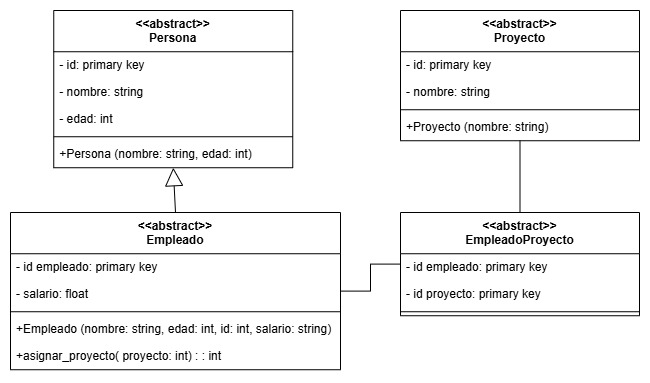 <<abstract>>
Persona
- id: primary key
- nombre: string
- edad: int
+Persona (nombre: string, edad: int)
<<abstract>>
Proyecto
- id: primary key
- nombre: string
+Proyecto (nombre: string)
<<abstract>>
Empleado
- id empleado: primary key
- salario: float
+Empleado (nombre: string, edad: int, id: int, salario: string)
+asignar_proyecto( proyecto: int) : : int
<<abstract>>
EmpleadoProyecto
- id empleado: primary key
- id proyecto: primary key